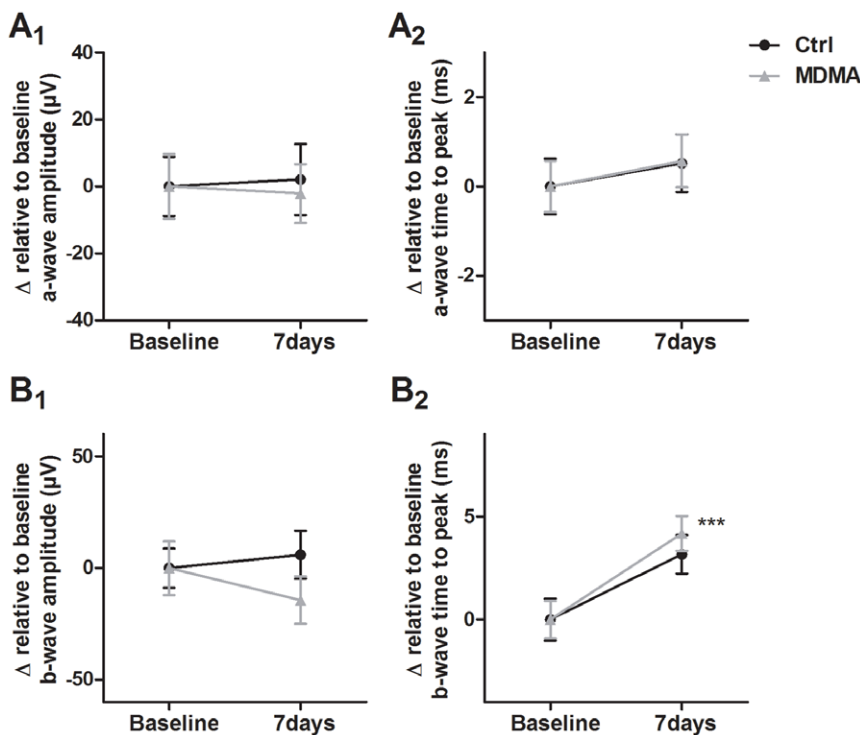 A1
Δ relative to baseline
a-wave amplitude (µV)
40
20
0
-20
-40
Baseline 7days
A2
Δ relative to baseline
a-wave time to peak (ms)
2
0
-2
Baseline 7days
Ctrl
MDMA
B1
Δ relative to baseline
b-wave amplitude (µV)
50
0
-50
Baseline 7days
B2
Δ relative to baseline
b-wave time to peak (ms)
5
0
***
Baseline 7days